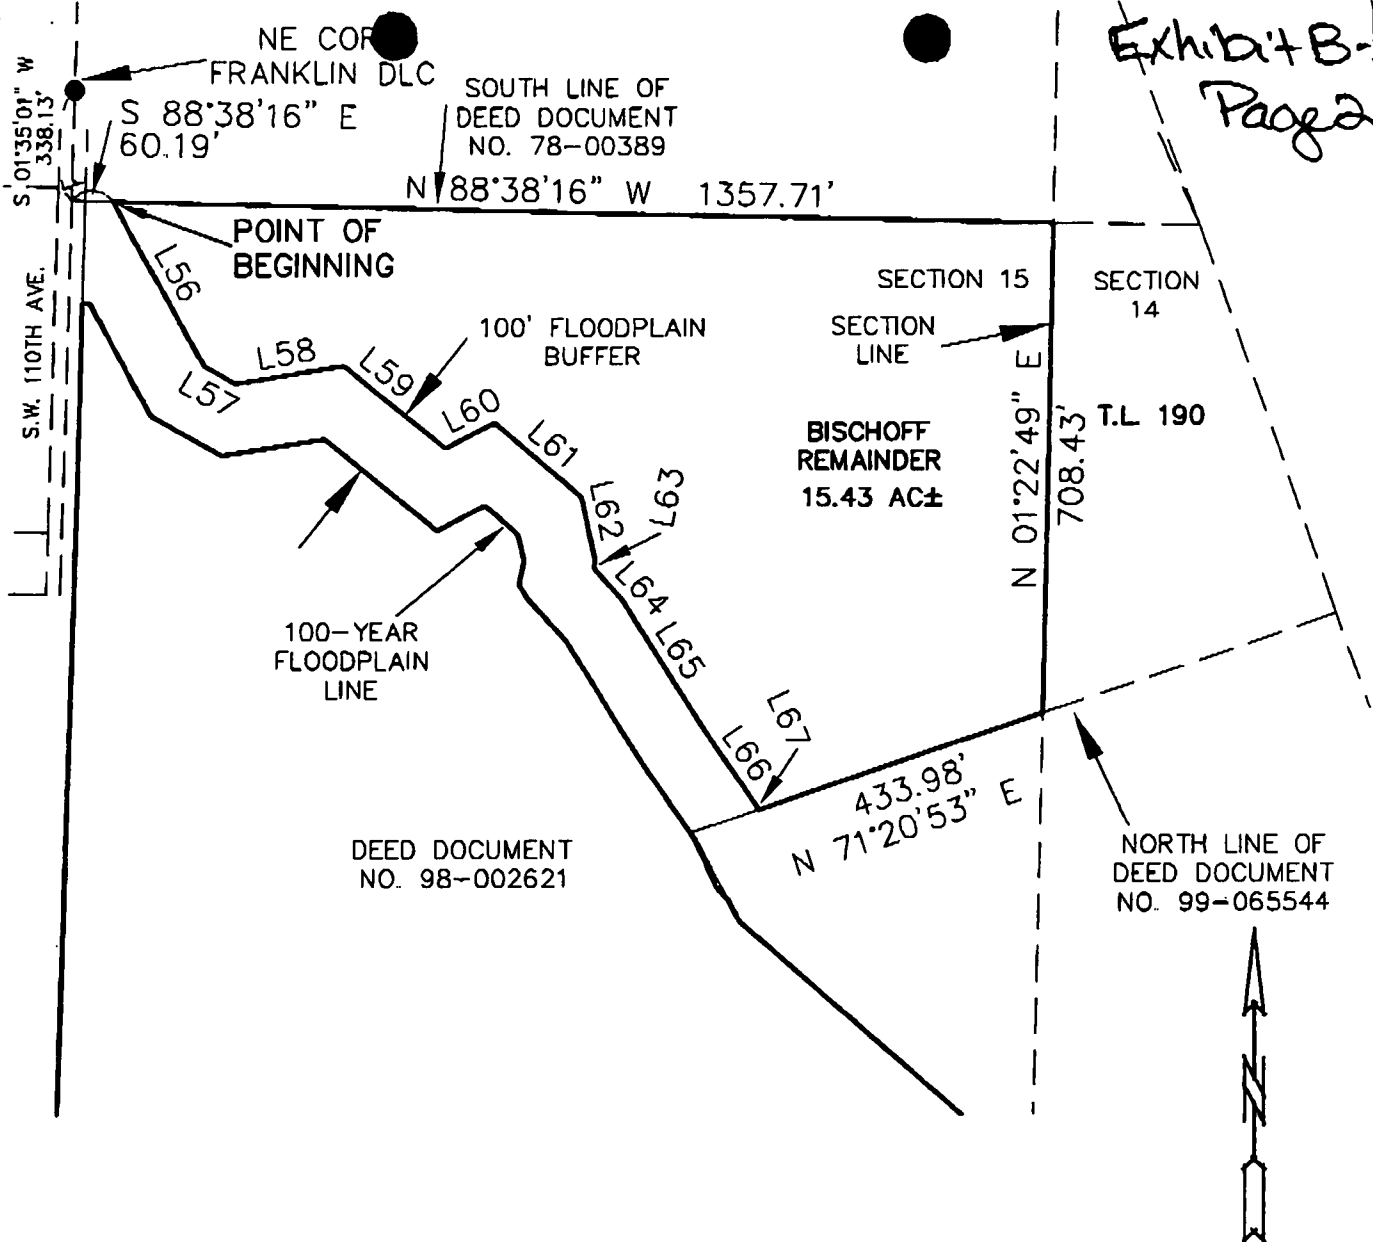 Exhibit B-
Page 2
NE COR
FRANKLIN DLC
S 01°35'01" W
338.13'
S 88°38'16" E
60.19'
SOUTH LINE OF
DEED DOCUMENT
NO. 78-00389
N 88°38'16" W 1357.71'
POINT OF
BEGINNING
S.W. 110TH AVE.
L56
L57
L58
L59
L60
L61
L62
L63
L64
L65
L66
L67
100' FLOODPLAIN
BUFFER
SECTION 15
SECTION
14
SECTION
LINE
N 01°22'49" E
708.43'
T.L 190
BISCHOFF
REMAINDER
15.43 AC±
100-YEAR
FLOODPLAIN
LINE
433.98'
N 71°20'53" E
DEED DOCUMENT
NO. 98-002621
NORTH LINE OF
DEED DOCUMENT
NO. 99-065544
N